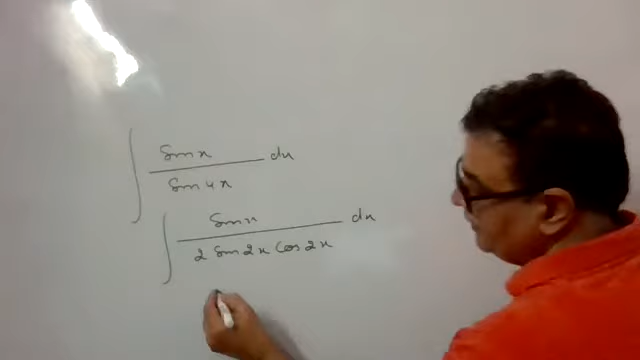 ∫ sin x / sin 4x dx
∫ sin x / 2 sin 2x cos 2x dx